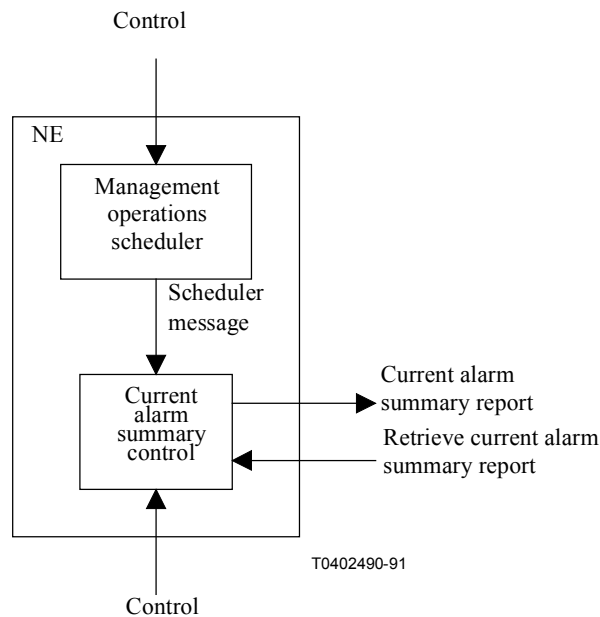 Control
NE
Management
operations
scheduler
Scheduler
message
Current
alarm
summary
control
Current alarm
summary report
Retrieve current alarm
summary report
T0402490-91
Control